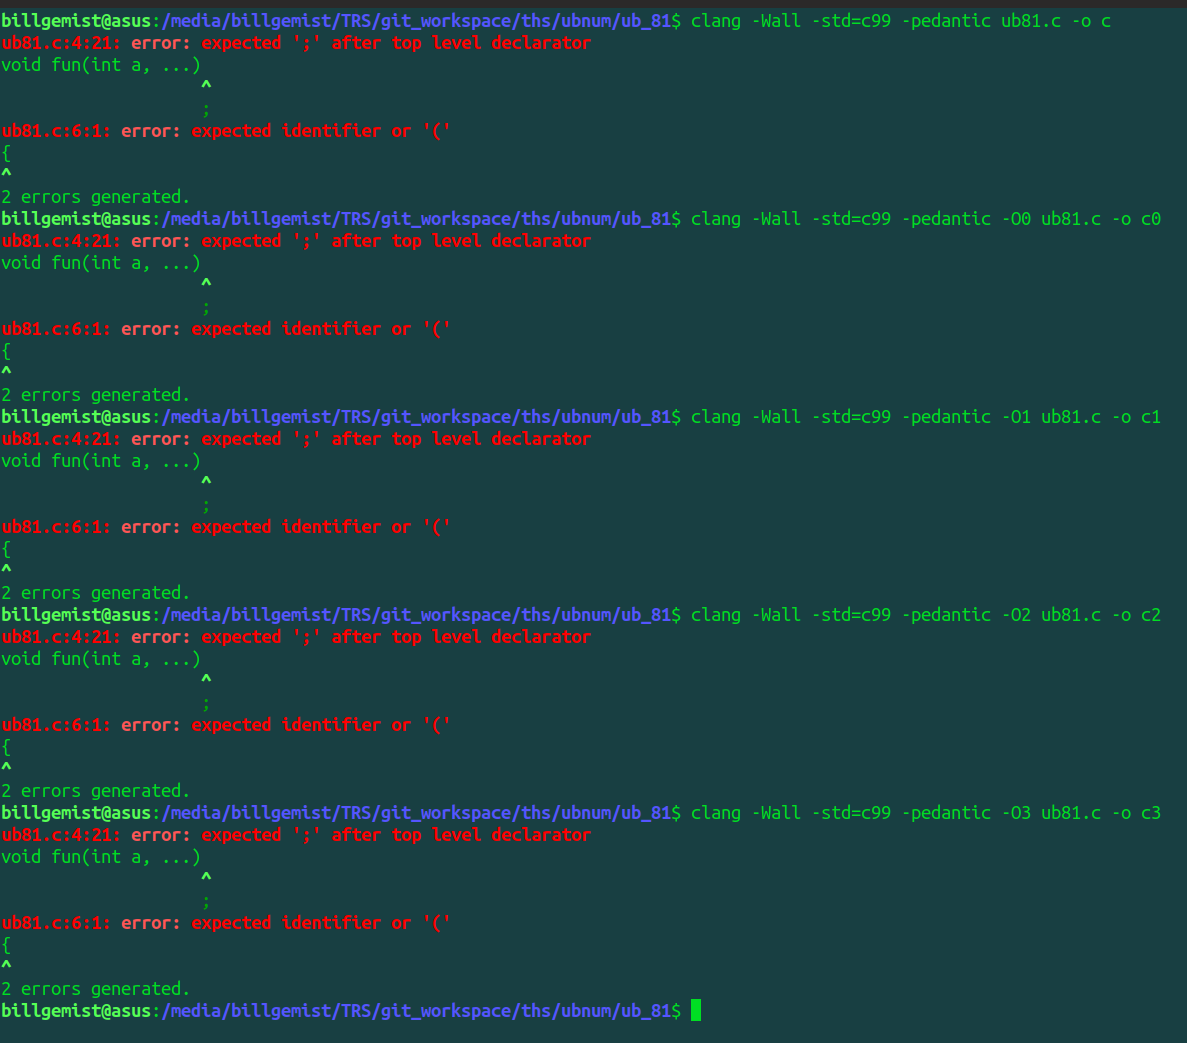 billgemist@asus:/media/billgemist/TRS/git_workspace/ths/ubnum/ub_81$ clang -Wall -std=c99 -pedantic ub81.c -o c
ub81.c:4:21: error: expected ';' after top level declarator
void fun(int a, ...)
^
;
ub81.c:6:1: error: expected identifier or '('
{
^
2 errors generated.
billgemist@asus:/media/billgemist/TRS/git_workspace/ths/ubnum/ub_81$ clang -Wall -std=c99 -pedantic -O0 ub81.c -o c0
ub81.c:4:21: error: expected ';' after top level declarator
void fun(int a, ...)
^
;
ub81.c:6:1: error: expected identifier or '('
{
^
2 errors generated.
billgemist@asus:/media/billgemist/TRS/git_workspace/ths/ubnum/ub_81$ clang -Wall -std=c99 -pedantic -O1 ub81.c -o c1
ub81.c:4:21: error: expected ';' after top level declarator
void fun(int a, ...)
^
;
ub81.c:6:1: error: expected identifier or '('
{
^
2 errors generated.
billgemist@asus:/media/billgemist/TRS/git_workspace/ths/ubnum/ub_81$ clang -Wall -std=c99 -pedantic -O2 ub81.c -o c2
ub81.c:4:21: error: expected ';' after top level declarator
void fun(int a, ...)
^
;
ub81.c:6:1: error: expected identifier or '('
{
^
2 errors generated.
billgemist@asus:/media/billgemist/TRS/git_workspace/ths/ubnum/ub_81$ clang -Wall -std=c99 -pedantic -O3 ub81.c -o c3
ub81.c:4:21: error: expected ';' after top level declarator
void fun(int a, ...)
^
;
ub81.c:6:1: error: expected identifier or '('
{
^
2 errors generated.
billgemist@asus:/media/billgemist/TRS/git_workspace/ths/ubnum/ub_81$